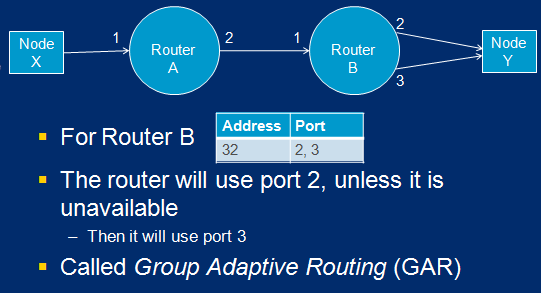 Node
X
1
Router
A
2
1
Router
B
2
3
Node
Y
For Router B
Address Port
32 2, 3
The router will use port 2, unless it is
unavailable
– Then it will use port 3
Called Group Adaptive Routing (GAR)